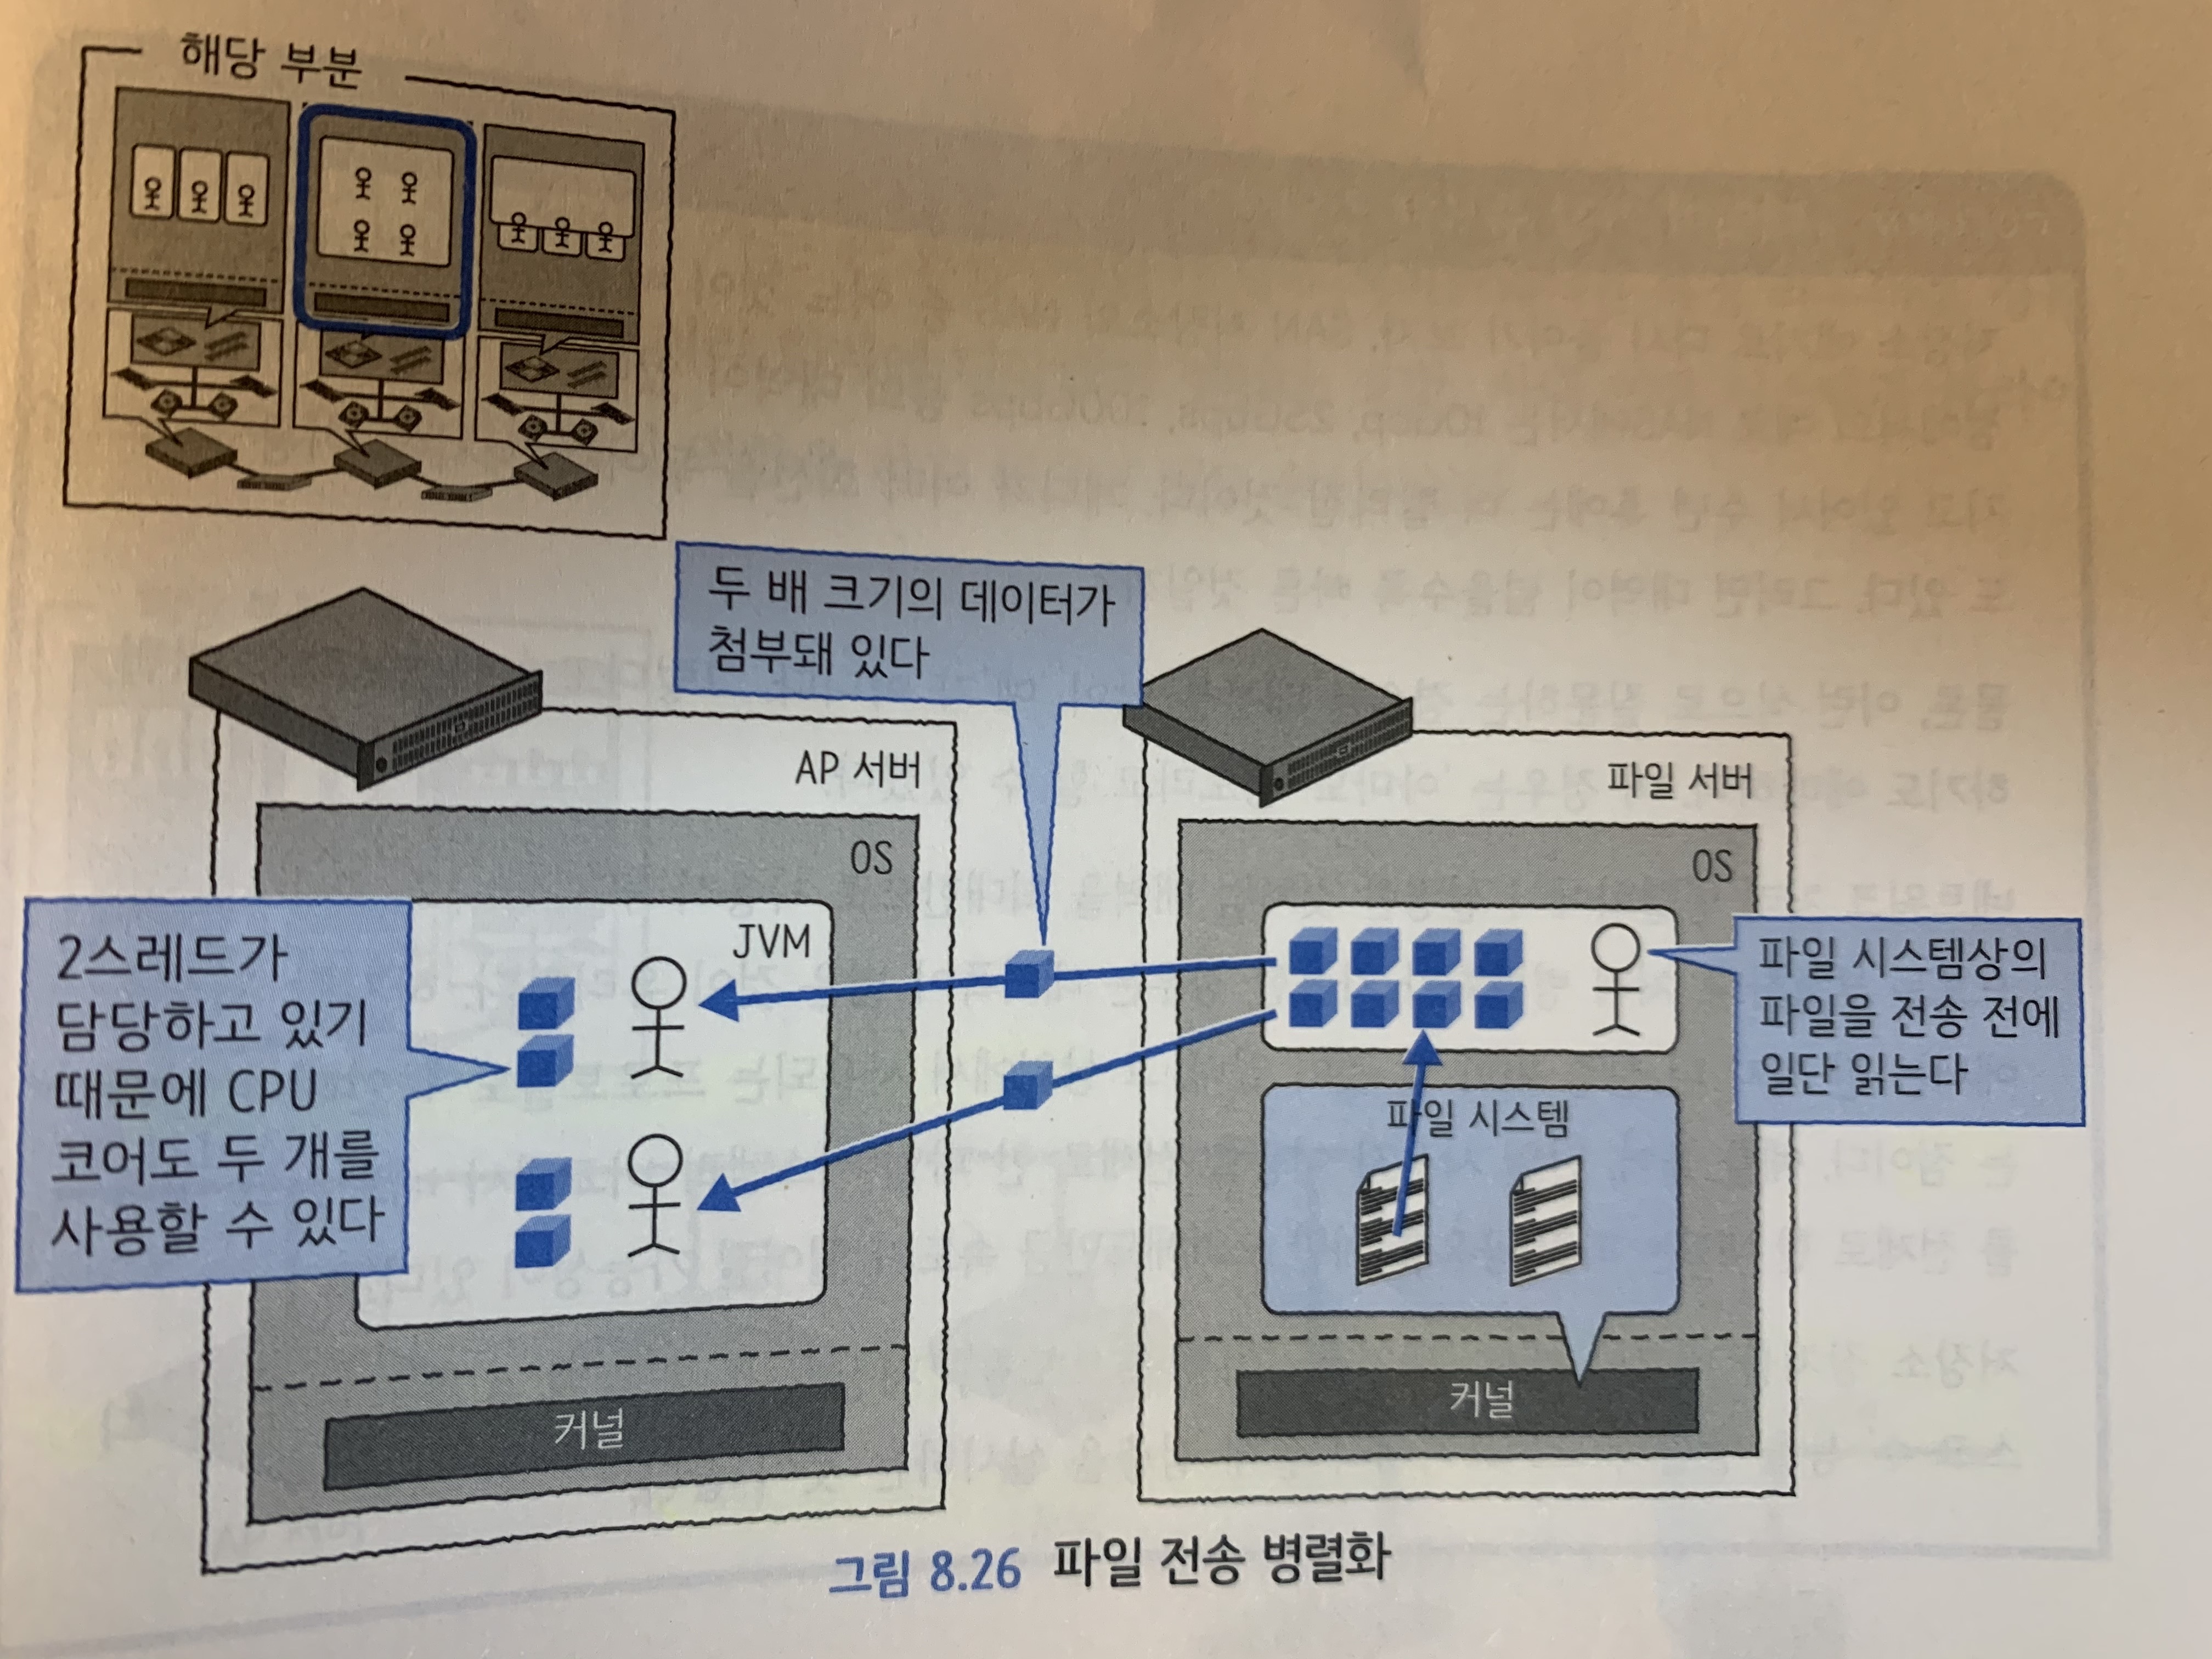 해당 부분
두 배 크기의 데이터가
첨부돼 있다
AP 서버
파일 서버
OS
OS
JVM
2스레드가
담당하고 있기
때문에 CPU
코어도 두 개를
사용할 수 있다
파일 시스템상의
파일을 전송 전에
일단 읽는다
파일 시스템
커널
커널
그림 8.26 파일 전송 병렬화